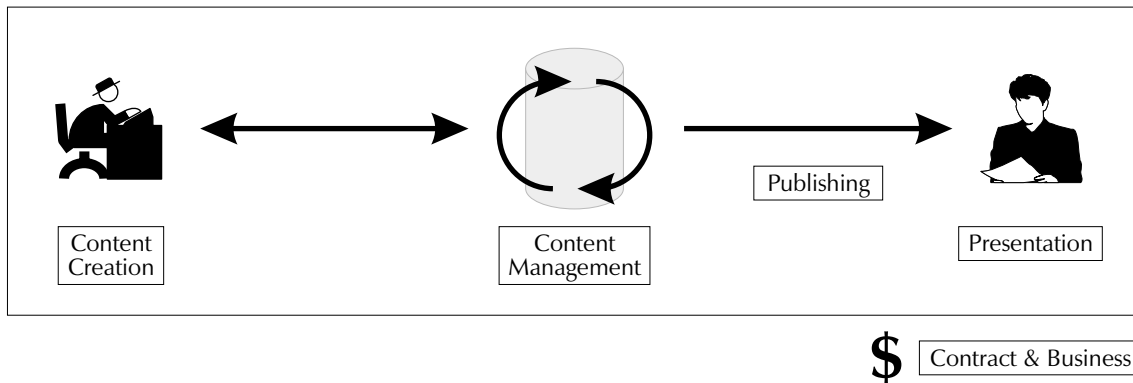 Content
Creation
Content
Management
Publishing
Presentation
$ Contract & Business